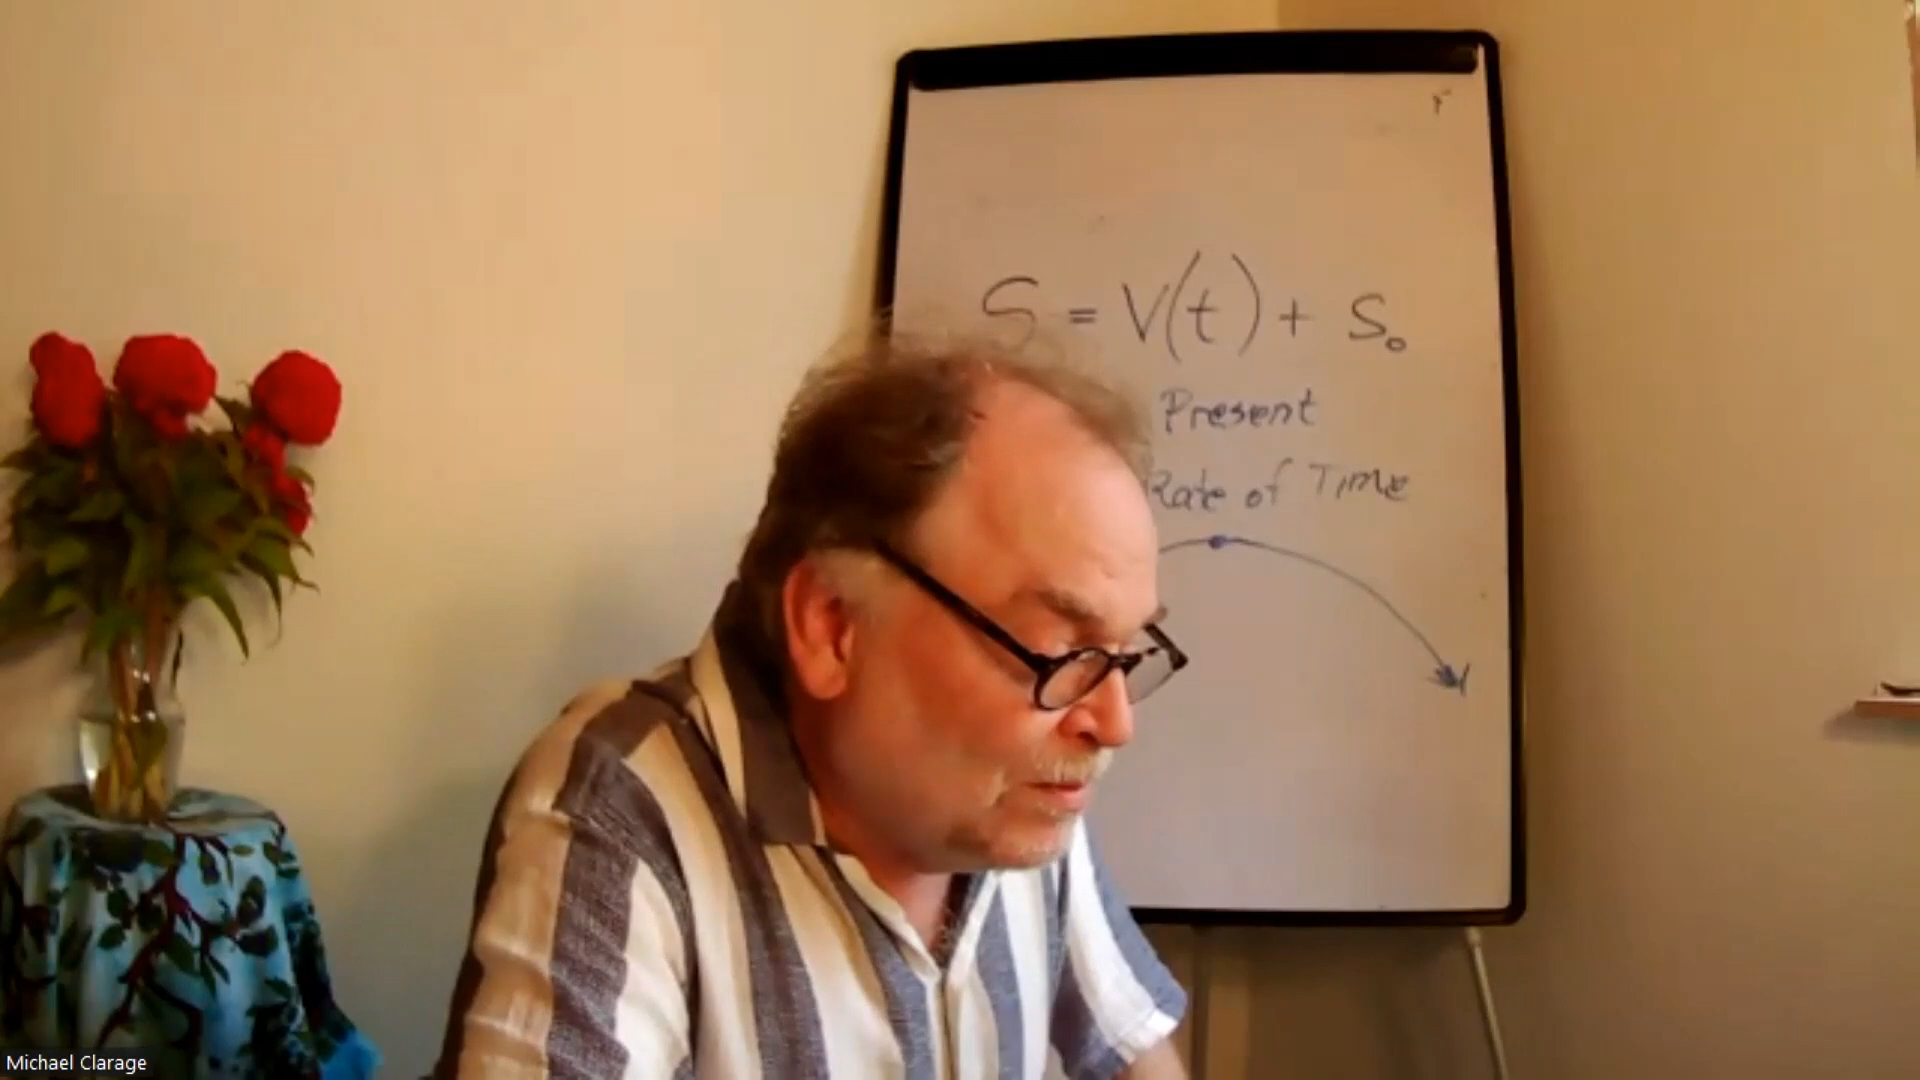 S = V(t) + S₀
Present
Rate of Time
Michael Clarage